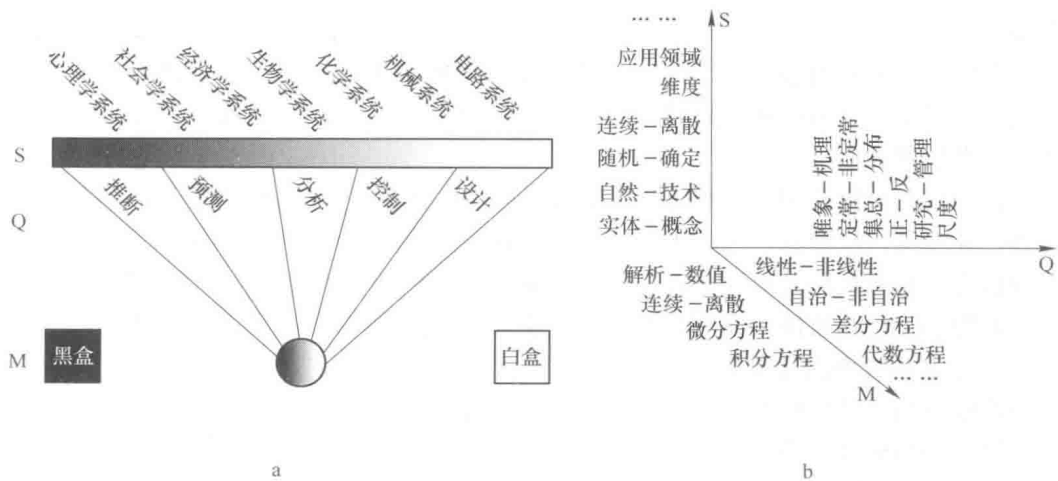 心理学系统
社会学系统
经济学系统
生物学系统
化学系统
机械系统
电路系统
S
推断
预测
分析
控制
设计
Q
M
黑盒
白盒
a
…… S
应用领域
维度
连续－离散
随机－确定
自然－技术
实体－概念
唯象－机理
定常－非定常
集总－分布
正－反
研究－管理
尺度
Q
解析－数值
连续－离散
微分方程
积分方程
线性－非线性
自治－非自治
差分方程
代数方程
……
M
b